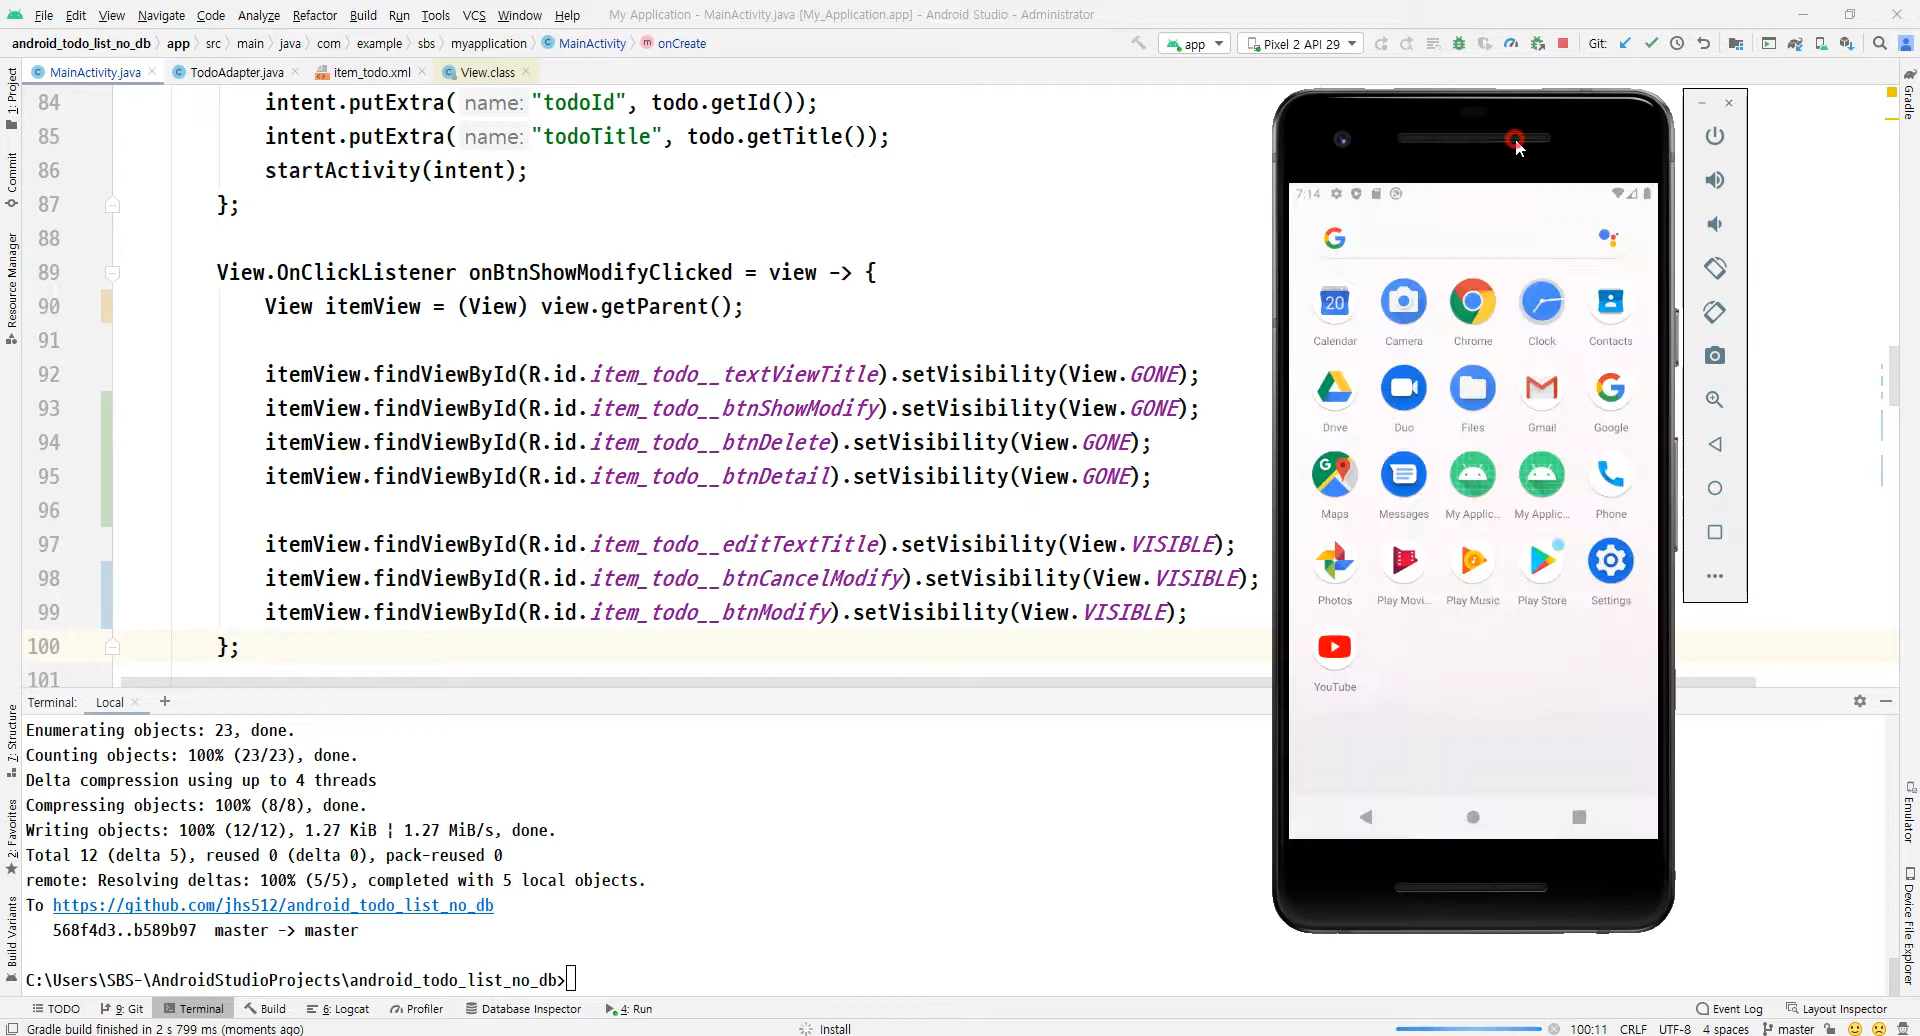 File Edit View Navigate Code Analyze Refactor Build Run Tools VCS Window Help My Application - MainActivity.java [My_Application.app] - Android Studio - Administrator
android_todo_list_no_db app src main java com example sbs myapplication MainActivity onCreate
app Pixel 2 API 29 Git:
MainActivity.java TodoAdapter.java item_todo.xml View.class
1: Project
Commit
Resource Manager
7: Structure
2: Favorites
Build Variants
Gradle
Emulator
Device File Explorer
84 intent.putExtra( name: "todoId", todo.getId());
85 intent.putExtra( name: "todoTitle", todo.getTitle());
86 startActivity(intent);
87 };
88
89 View.OnClickListener onBtnShowModifyClicked = view -> {
90 View itemView = (View) view.getParent();
91
92 itemView.findViewById(R.id.item_todo__textViewTitle).setVisibility(View.GONE);
93 itemView.findViewById(R.id.item_todo__btnShowModify).setVisibility(View.GONE);
94 itemView.findViewById(R.id.item_todo__btnDelete).setVisibility(View.GONE);
95 itemView.findViewById(R.id.item_todo__btnDetail).setVisibility(View.GONE);
96
97 itemView.findViewById(R.id.item_todo__editTextTitle).setVisibility(View.VISIBLE);
98 itemView.findViewById(R.id.item_todo__btnCancelModify).setVisibility(View.VISIBLE);
99 itemView.findViewById(R.id.item_todo__btnModify).setVisibility(View.VISIBLE);
100 };
101
7:14
20
Calendar Camera Chrome Clock Contacts
Drive Duo Files Gmail Google
Maps Messages My Applic... My Applic... Phone
Photos Play Movi... Play Music Play Store Settings
YouTube
Terminal: Local
Enumerating objects: 23, done.
Counting objects: 100% (23/23), done.
Delta compression using up to 4 threads
Compressing objects: 100% (8/8), done.
Writing objects: 100% (12/12), 1.27 KiB ¦ 1.27 MiB/s, done.
Total 12 (delta 5), reused 0 (delta 0), pack-reused 0
remote: Resolving deltas: 100% (5/5), completed with 5 local objects.
To https://github.com/jhs512/android_todo_list_no_db
568f4d3..b589b97 master -> master
C:\Users\SBS-\AndroidStudioProjects\android_todo_list_no_db>
TODO 9: Git Terminal Build 6: Logcat Profiler Database Inspector 4: Run Event Log Layout Inspector
Gradle build finished in 2 s 799 ms (moments ago) Install 100:11 CRLF UTF-8 4 spaces master